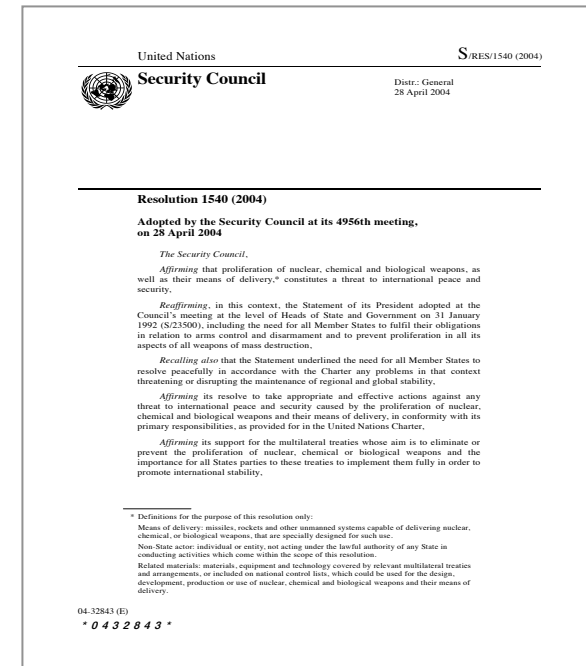 United Nations S/RES/1540 (2004)
Security Council
Distr.: General
28 April 2004
Resolution 1540 (2004)
Adopted by the Security Council at its 4956th meeting,
on 28 April 2004
The Security Council,
Affirming that proliferation of nuclear, chemical and biological weapons, as
well as their means of delivery,* constitutes a threat to international peace and
security,
Reaffirming, in this context, the Statement of its President adopted at the
Council's meeting at the level of Heads of State and Government on 31 January
1992 (S/23500), including the need for all Member States to fulfil their obligations
in relation to arms control and disarmament and to prevent proliferation in all its
aspects of all weapons of mass destruction,
Recalling also that the Statement underlined the need for all Member States to
resolve peacefully in accordance with the Charter any problems in that context
threatening or disrupting the maintenance of regional and global stability,
Affirming its resolve to take appropriate and effective actions against any
threat to international peace and security caused by the proliferation of nuclear,
chemical and biological weapons and their means of delivery, in conformity with its
primary responsibilities, as provided for in the United Nations Charter,
Affirming its support for the multilateral treaties whose aim is to eliminate or
prevent the proliferation of nuclear, chemical or biological weapons and the
importance for all States parties to these treaties to implement them fully in order to
promote international stability,
* Definitions for the purpose of this resolution only:
Means of delivery: missiles, rockets and other unmanned systems capable of delivering nuclear,
chemical, or biological weapons, that are specially designed for such use.
Non-State actor: individual or entity, not acting under the lawful authority of any State in
conducting activities which come within the scope of this resolution.
Related materials: materials, equipment and technology covered by relevant multilateral treaties
and arrangements, or included on national control lists, which could be used for the design,
development, production or use of nuclear, chemical and biological weapons and their means of
delivery.
04-32843 (E)
*0432843*